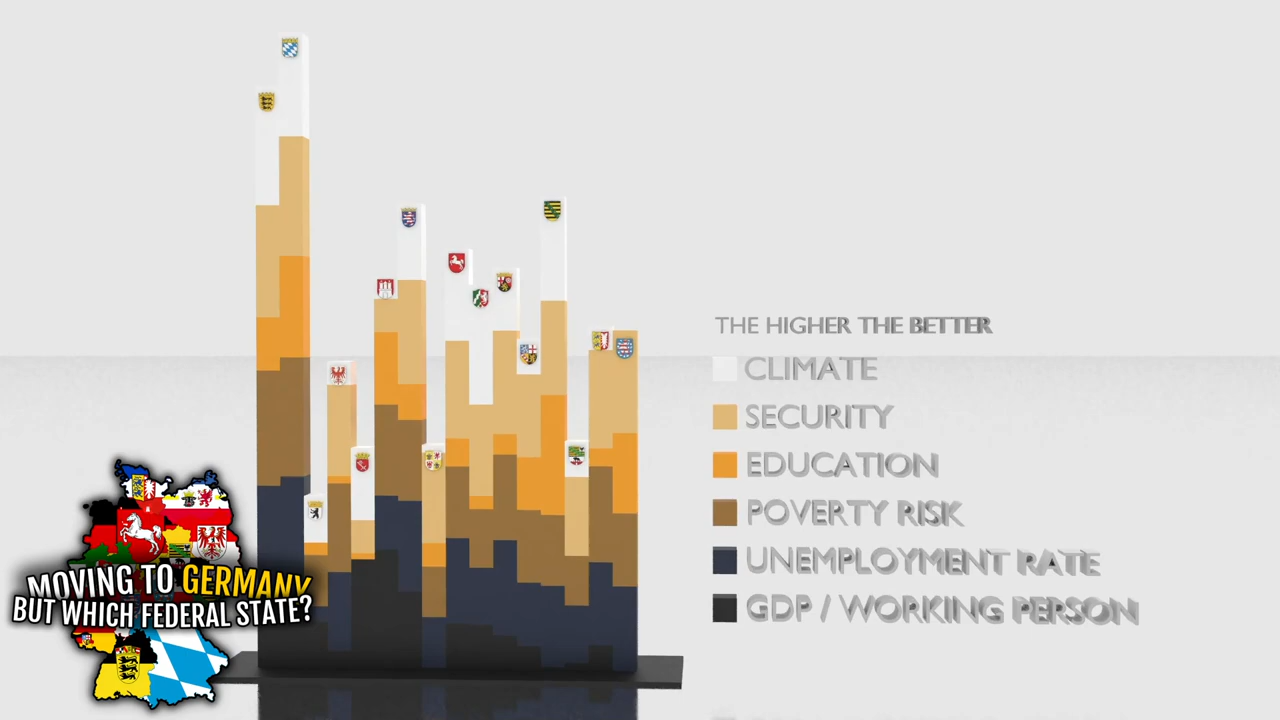 THE HIGHER THE BETTER
CLIMATE
SECURITY
EDUCATION
POVERTY RISK
UNEMPLOYMENT RATE
GDP / WORKING PERSON
MOVING TO GERMANY
BUT WHICH FEDERAL STATE?